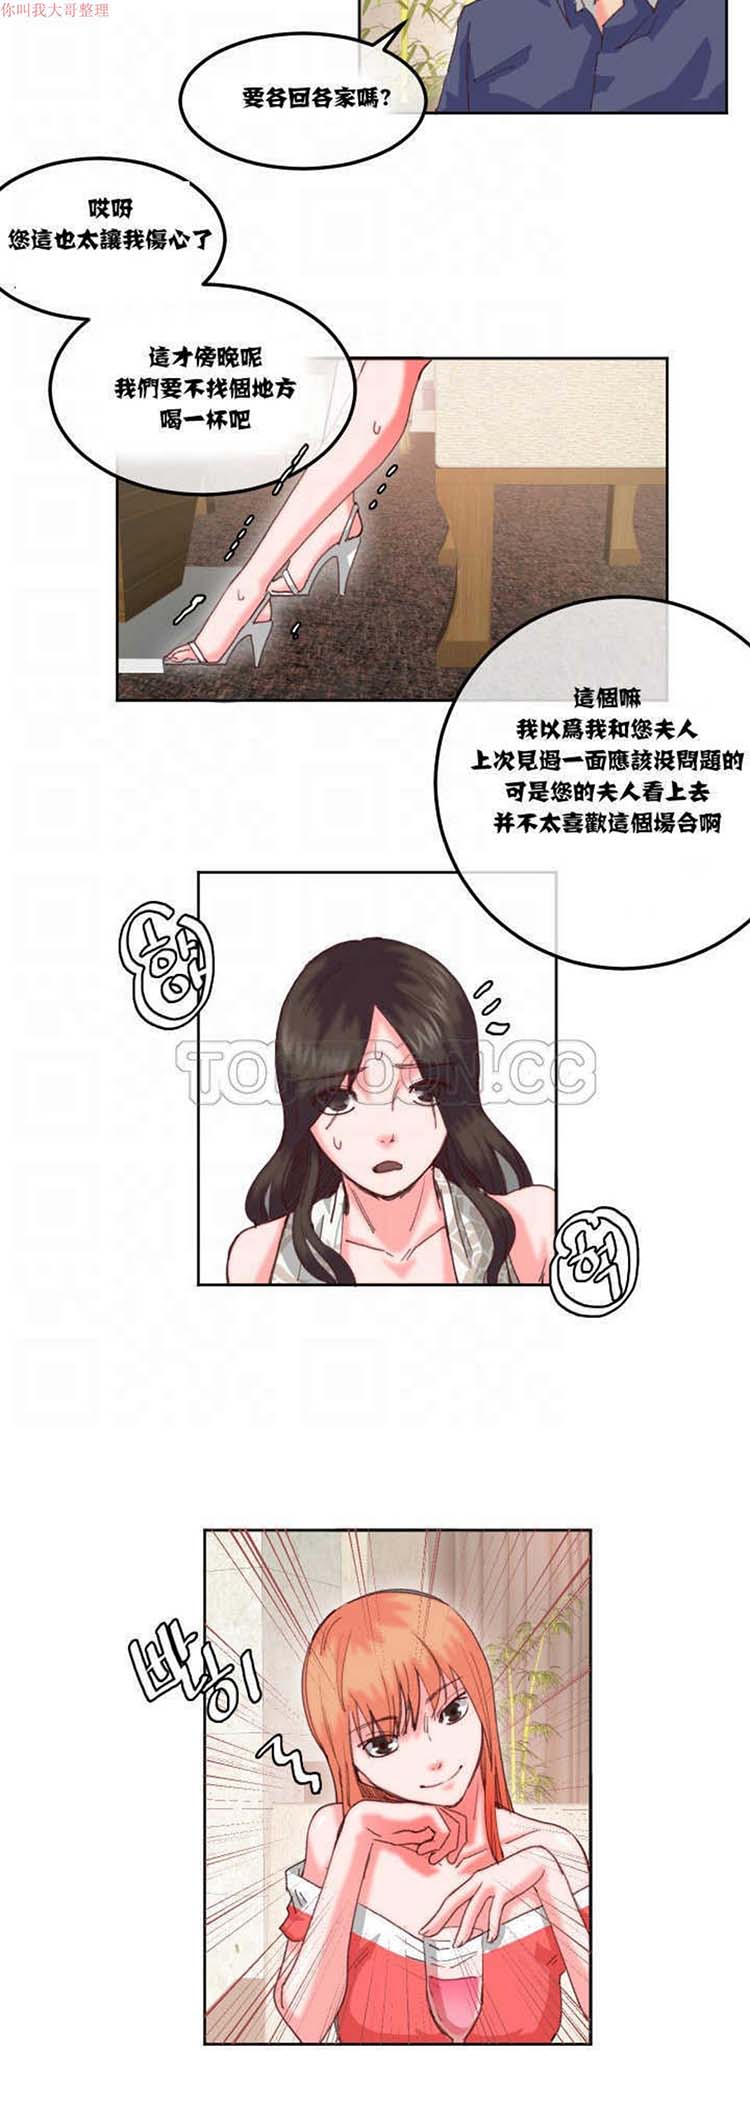 你叫我大哥整理
要各回各家嗎?
哎呀
您這也太讓我傷心了
這才傍晚呢
我們要不找個地方
喝一杯吧
這個嘛
我以爲我和您夫人
上次見過一面應該没問題的
可是您的夫人看上去
并不太喜歡這個場合啊
햅
TOPTOON.CC
헉
빤히